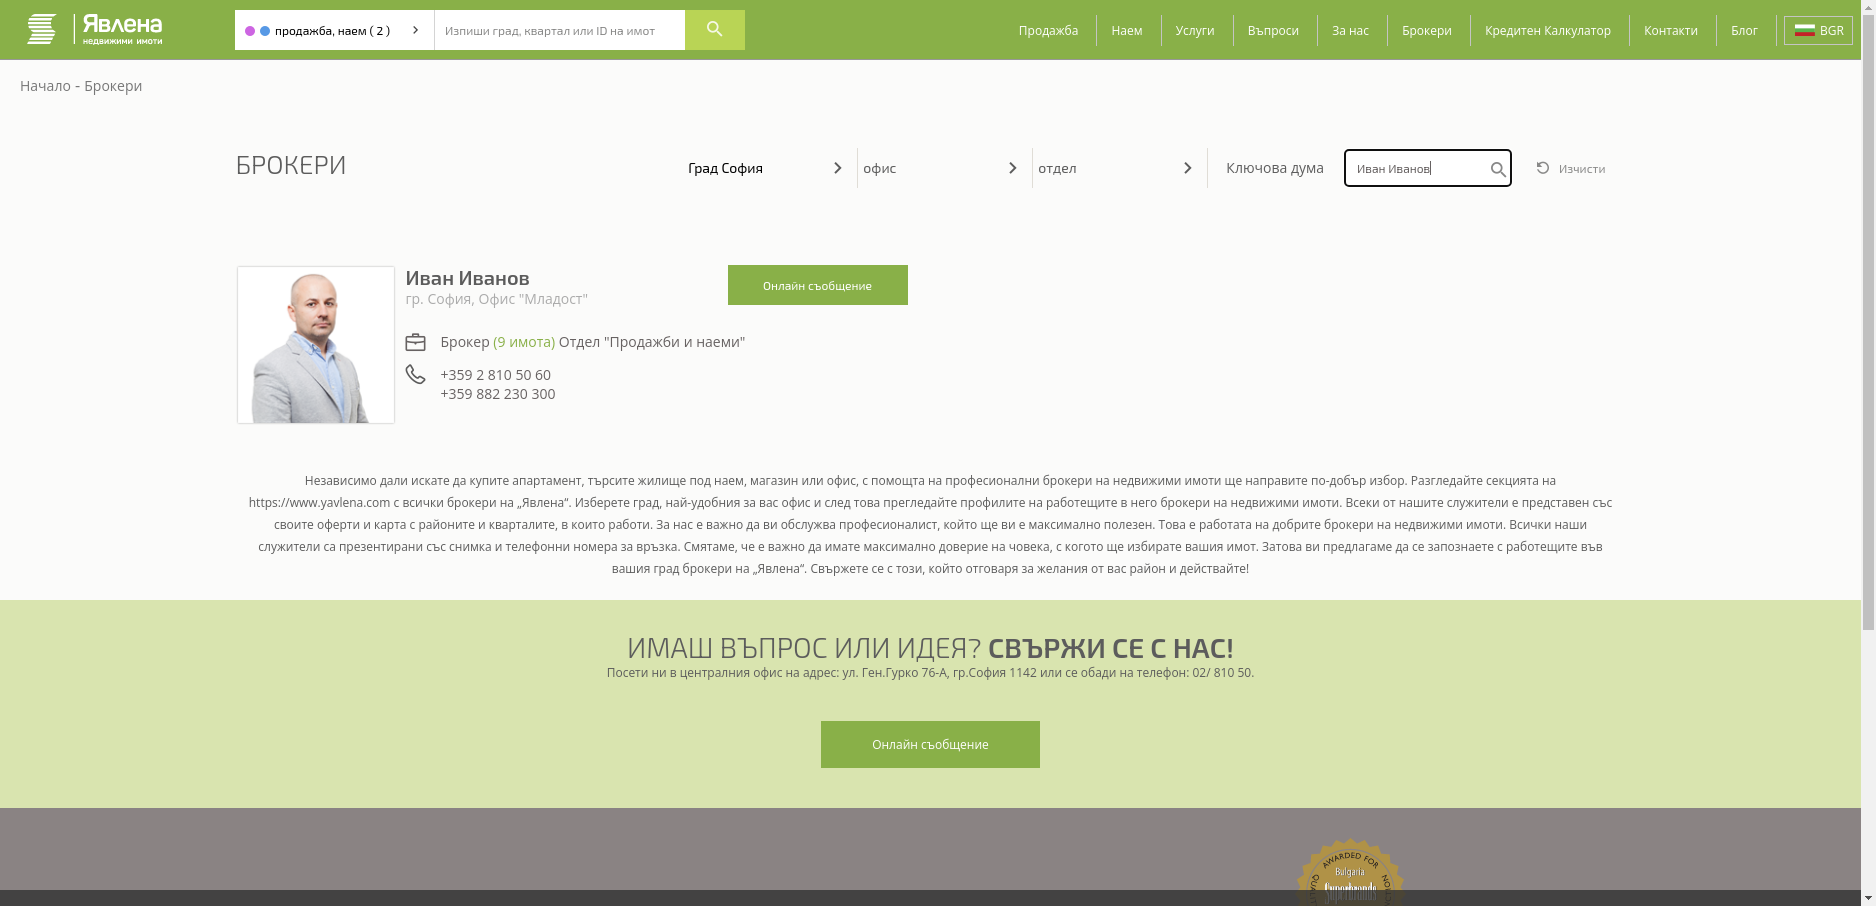 Явлена
недвижими имоти
продажба, наем ( 2 )
Изпиши град, квартал или ID на имот
Продажба
Наем
Услуги
Въпроси
За нас
Брокери
Кредитен Калкулатор
Контакти
Блог
BGR
Начало - Брокери
БРОКЕРИ
Град София
офис
отдел
Ключова дума
Иван Иванов
Изчисти
Иван Иванов
гр. София, Офис "Младост"
Онлайн съобщение
Брокер (9 имота) Отдел "Продажби и наеми"
+359 2 810 50 60
+359 882 230 300
Независимо дали искате да купите апартамент, търсите жилище под наем, магазин или офис, с помощта на професионални брокери на недвижими имоти ще направите по-добър избор. Разгледайте секцията на
https://www.yavlena.com с всички брокери на „Явлена“. Изберете град, най-удобния за вас офис и след това прегледайте профилите на работещите в него брокери на недвижими имоти. Всеки от нашите служители е представен със
своите оферти и карта с районите и кварталите, в които работи. За нас е важно да ви обслужва професионалист, който ще ви е максимално полезен. Това е работата на добрите брокери на недвижими имоти. Всички наши
служители са презентирани със снимка и телефонни номера за връзка. Смятаме, че е важно да имате максимално доверие на човека, с когото ще избирате вашия имот. Затова ви предлагаме да се запознаете с работещите във
вашия град брокери на „Явлена“. Свържете се с този, който отговаря за желания от вас район и действайте!
ИМАШ ВЪПРОС ИЛИ ИДЕЯ? СВЪРЖИ СЕ С НАС!
Посети ни в централния офис на адрес: ул. Ген.Гурко 76-А, гр.София 1142 или се обади на телефон: 02/ 810 50.
Онлайн съобщение
AWARDED FOR
Bulgaria
Superbrands